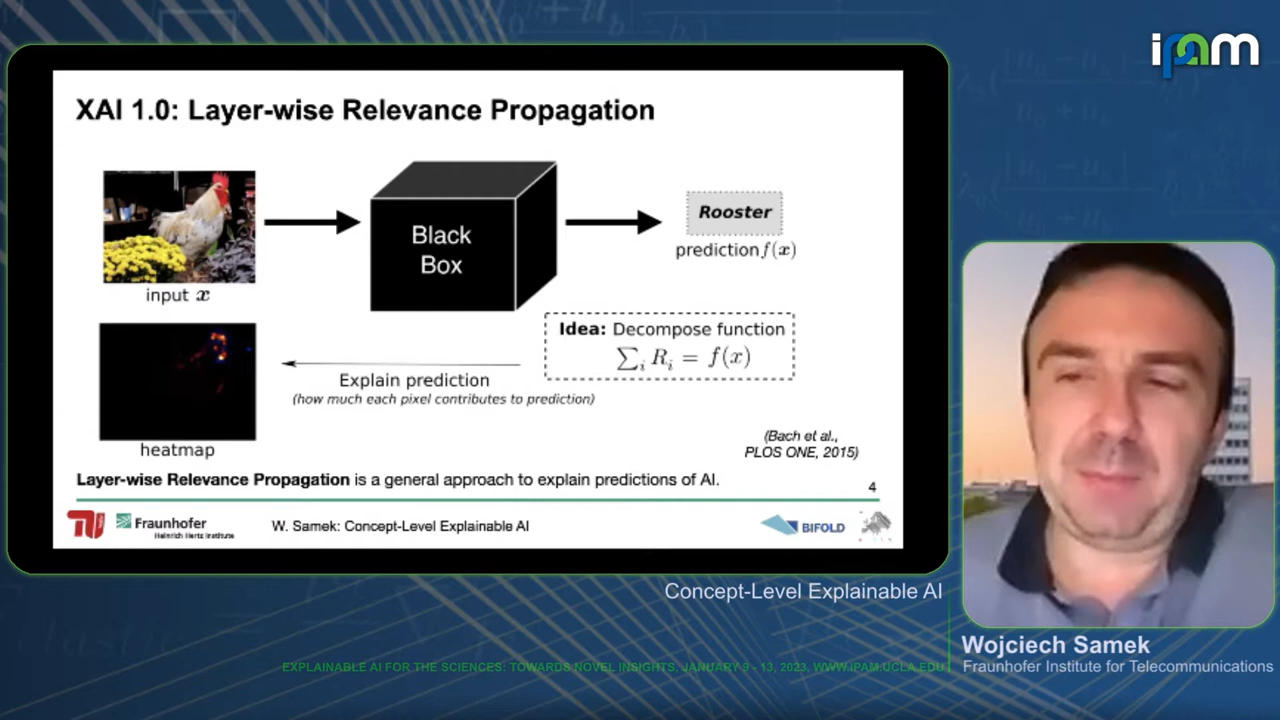 ipam
XAI 1.0: Layer-wise Relevance Propagation
Black
Box
Rooster
prediction f(x)
input x
Idea: Decompose function
∑ᵢ Rᵢ = f(x)
Explain prediction
(how much each pixel contributes to prediction)
heatmap
(Bach et al.,
PLOS ONE, 2015)
Layer-wise Relevance Propagation is a general approach to explain predictions of AI.
4
Fraunhofer
Heinrich Hertz Institute
W. Samek: Concept-Level Explainable AI
BIFOLD
Concept-Level Explainable AI
Wojciech Samek
Fraunhofer Institute for Telecommunications
EXPLAINABLE AI FOR THE SCIENCES: TOWARDS NOVEL INSIGHTS, JANUARY 9 - 13, 2023, WWW.IPAM.UCLA.EDU